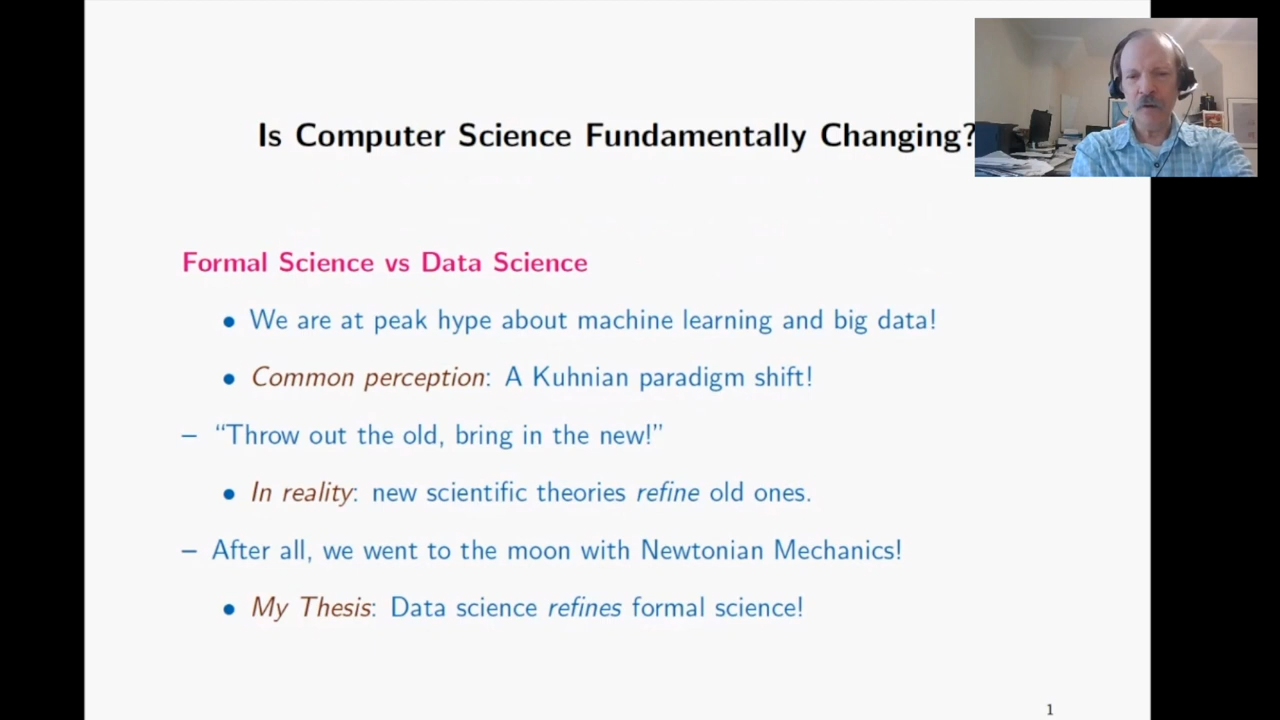 Is Computer Science Fundamentally Changing?
Formal Science vs Data Science
• We are at peak hype about machine learning and big data!
• Common perception: A Kuhnian paradigm shift!
– “Throw out the old, bring in the new!”
• In reality: new scientific theories refine old ones.
– After all, we went to the moon with Newtonian Mechanics!
• My Thesis: Data science refines formal science!
1